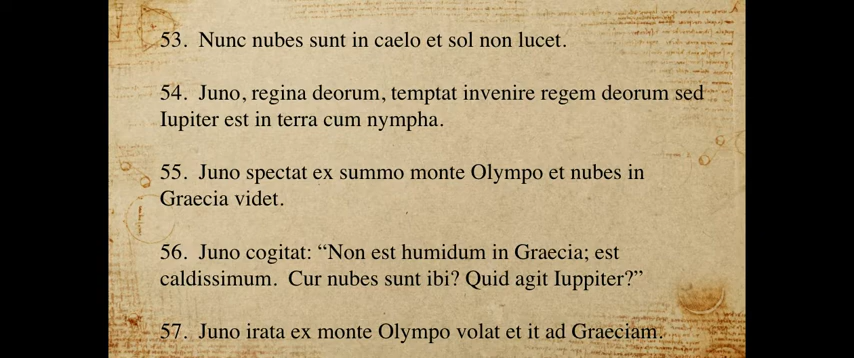 53. Nunc nubes sunt in caelo et sol non lucet.
54. Juno, regina deorum, temptat invenire regem deorum sed
Iupiter est in terra cum nympha.
55. Juno spectat ex summo monte Olympo et nubes in
Graecia videt.
56. Juno cogitat: “Non est humidum in Graecia; est
caldissimum. Cur nubes sunt ibi? Quid agit Iuppiter?”
57. Juno irata ex monte Olympo volat et it ad Graeciam.